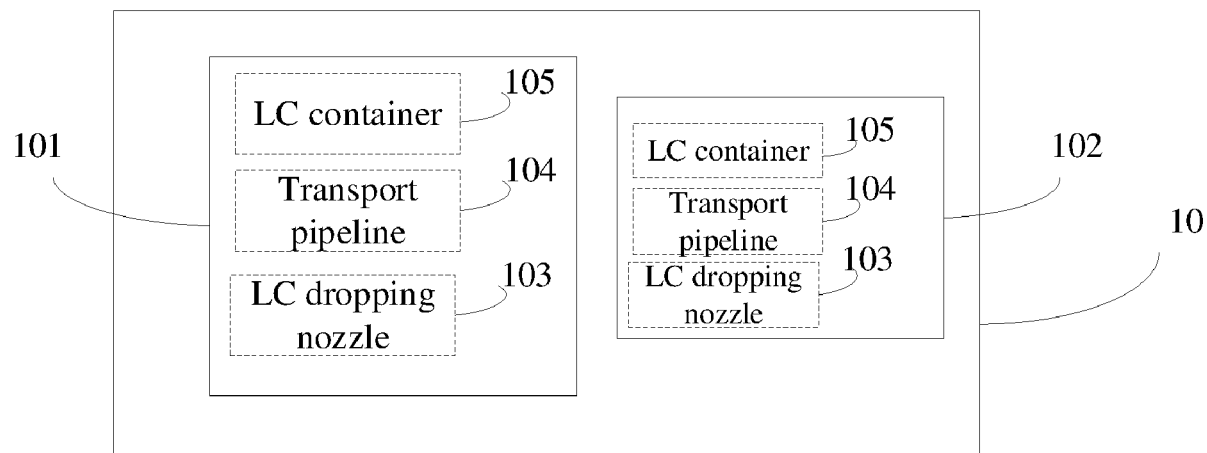 105
LC container
101
104
Transport
pipeline
103
LC dropping
nozzle
105
LC container
102
104
Transport
pipeline
10
103
LC dropping
nozzle